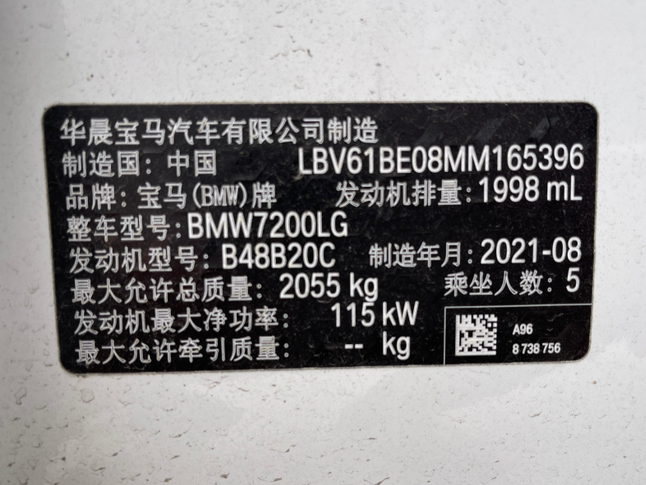 华晨宝马汽车有限公司制造
制造国: 中国 LBV61BE08MM165396
品牌: 宝马(BMW)牌 发动机排量: 1998 mL
整车型号: BMW7200LG
发动机型号: B48B20C 制造年月: 2021-08
最大允许总质量: 2055 kg 乘坐人数: 5
发动机最大净功率: 115 kW
最大允许牵引质量: -- kg
A96
8 738 756